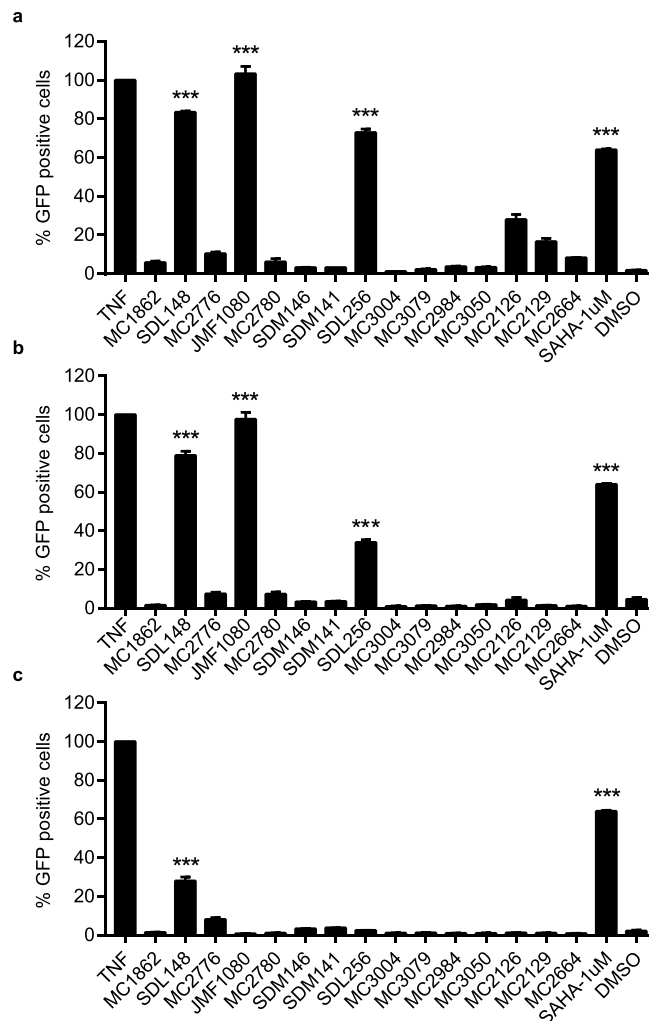 a
% GFP positive cells
120
100
80
60
40
20
0
***
***
***
***
TNF
MC1862
SDL148
MC2776
JMF1080
MC2780
SDM146
SDM141
SDL256
MC3004
MC3079
MC2984
MC3050
MC2126
MC2129
MC2664
SAHA-1uM
DMSO
b
% GFP positive cells
120
100
80
60
40
20
0
***
***
***
***
TNF
MC1862
SDL148
MC2776
JMF1080
MC2780
SDM146
SDM141
SDL256
MC3004
MC3079
MC2984
MC3050
MC2126
MC2129
MC2664
SAHA-1uM
DMSO
c
% GFP positive cells
120
100
80
60
40
20
0
***
***
TNF
MC1862
SDL148
MC2776
JMF1080
MC2780
SDM146
SDM141
SDL256
MC3004
MC3079
MC2984
MC3050
MC2126
MC2129
MC2664
SAHA-1uM
DMSO